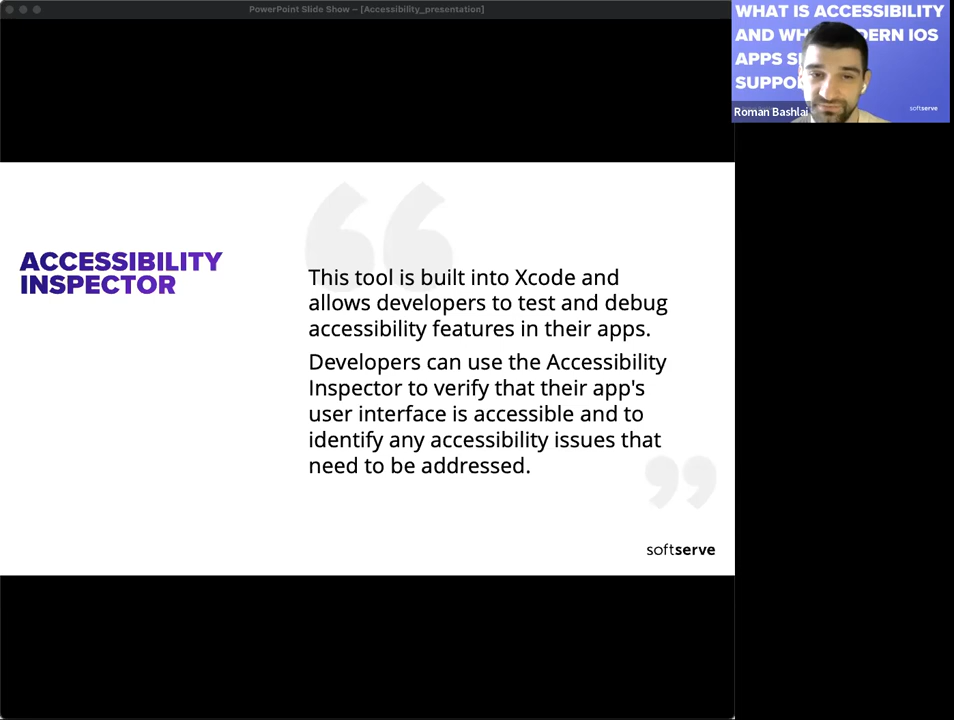 PowerPoint Slide Show – [Accessibility_presentation]
WHAT IS ACCESSIBILITY
AND WH DERN IOS
APPS S
SUPPO
softserve
Roman Bashlai
ACCESSIBILITY
INSPECTOR
This tool is built into Xcode and
allows developers to test and debug
accessibility features in their apps.
Developers can use the Accessibility
Inspector to verify that their app's
user interface is accessible and to
identify any accessibility issues that
need to be addressed.
softserve